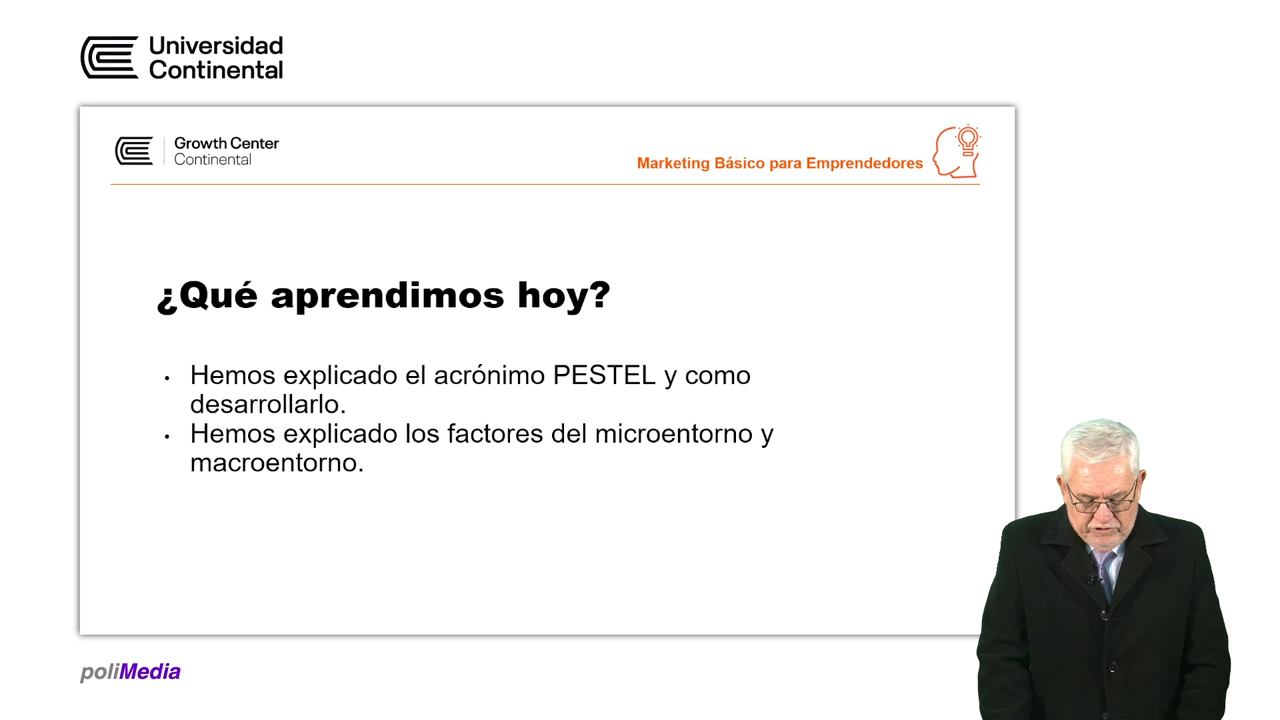 Universidad
Continental
Growth Center
Continental
Marketing Básico para Emprendedores
¿Qué aprendimos hoy?
• Hemos explicado el acrónimo PESTEL y como
desarrollarlo.
• Hemos explicado los factores del microentorno y
macroentorno.
poliMedia